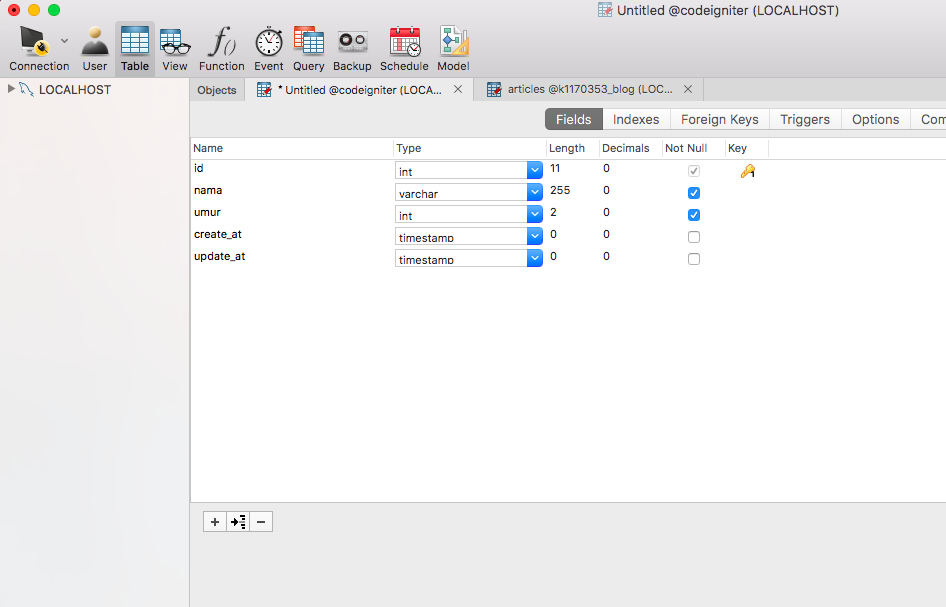 Untitled @codeigniter (LOCALHOST)
Connection User Table View Function Event Query Backup Schedule Model
LOCALHOST
Objects * Untitled @codeigniter (LOCA... articles @k1170353_blog (LOC...
Fields Indexes Foreign Keys Triggers Options Com
Name Type Length Decimals Not Null Key
id int 11 0 1
nama varchar 255 0
umur int 2 0
create_at timestamp 0 0
update_at timestamp 0 0